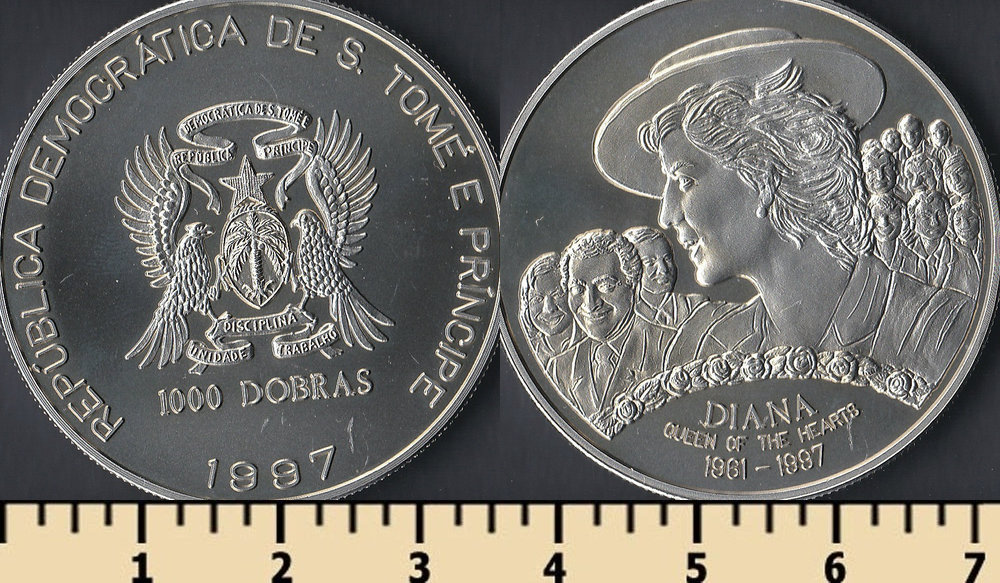 REPÚBLICA DEMOCRÁTICA DE S. TOMÉ E PRÍNCIPE
DEMOCRÁTICA DE S. TOMÉ E
REPÚBLICA PRÍNCIPE
DISCIPLINA
UNIDADE TRABALHO
1000 DOBRAS
1997
DIANA
QUEEN OF THE HEARTS
1961 - 1997
1 2 3 4 5 6 7